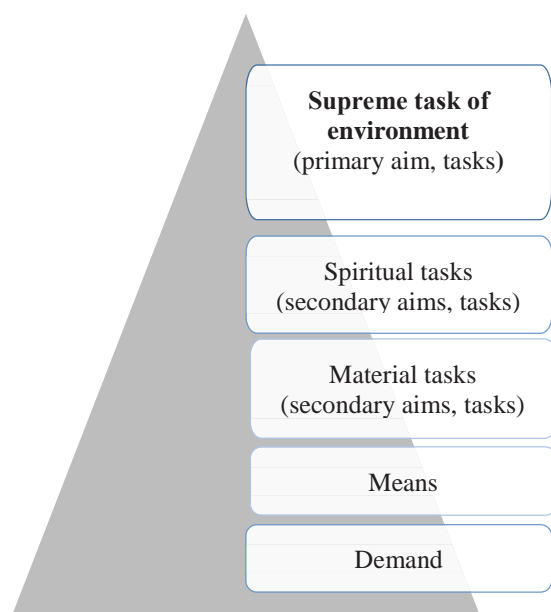 Supreme task of
environment
(primary aim, tasks)
Spiritual tasks
(secondary aims, tasks)
Material tasks
(secondary aims, tasks)
Means
Demand